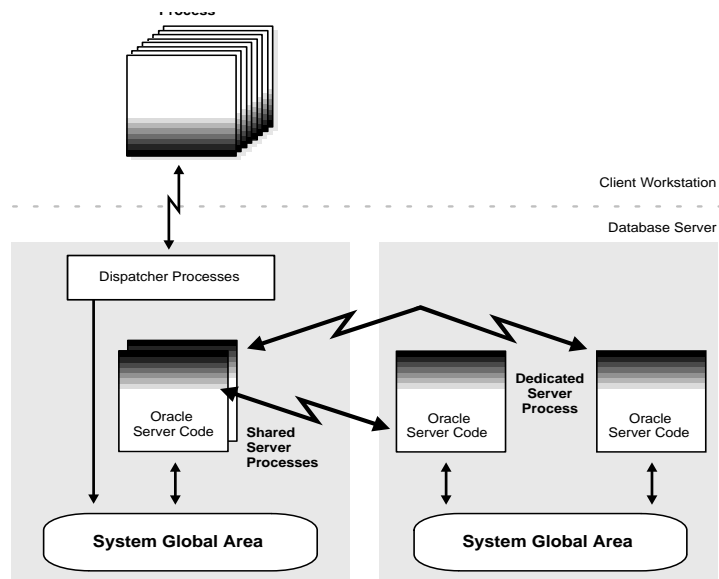 Process
Client Workstation
Database Server
Dispatcher Processes
Oracle
Server Code
Shared
Server
Processes
Oracle
Server Code
Dedicated
Server
Process
Oracle
Server Code
System Global Area
System Global Area